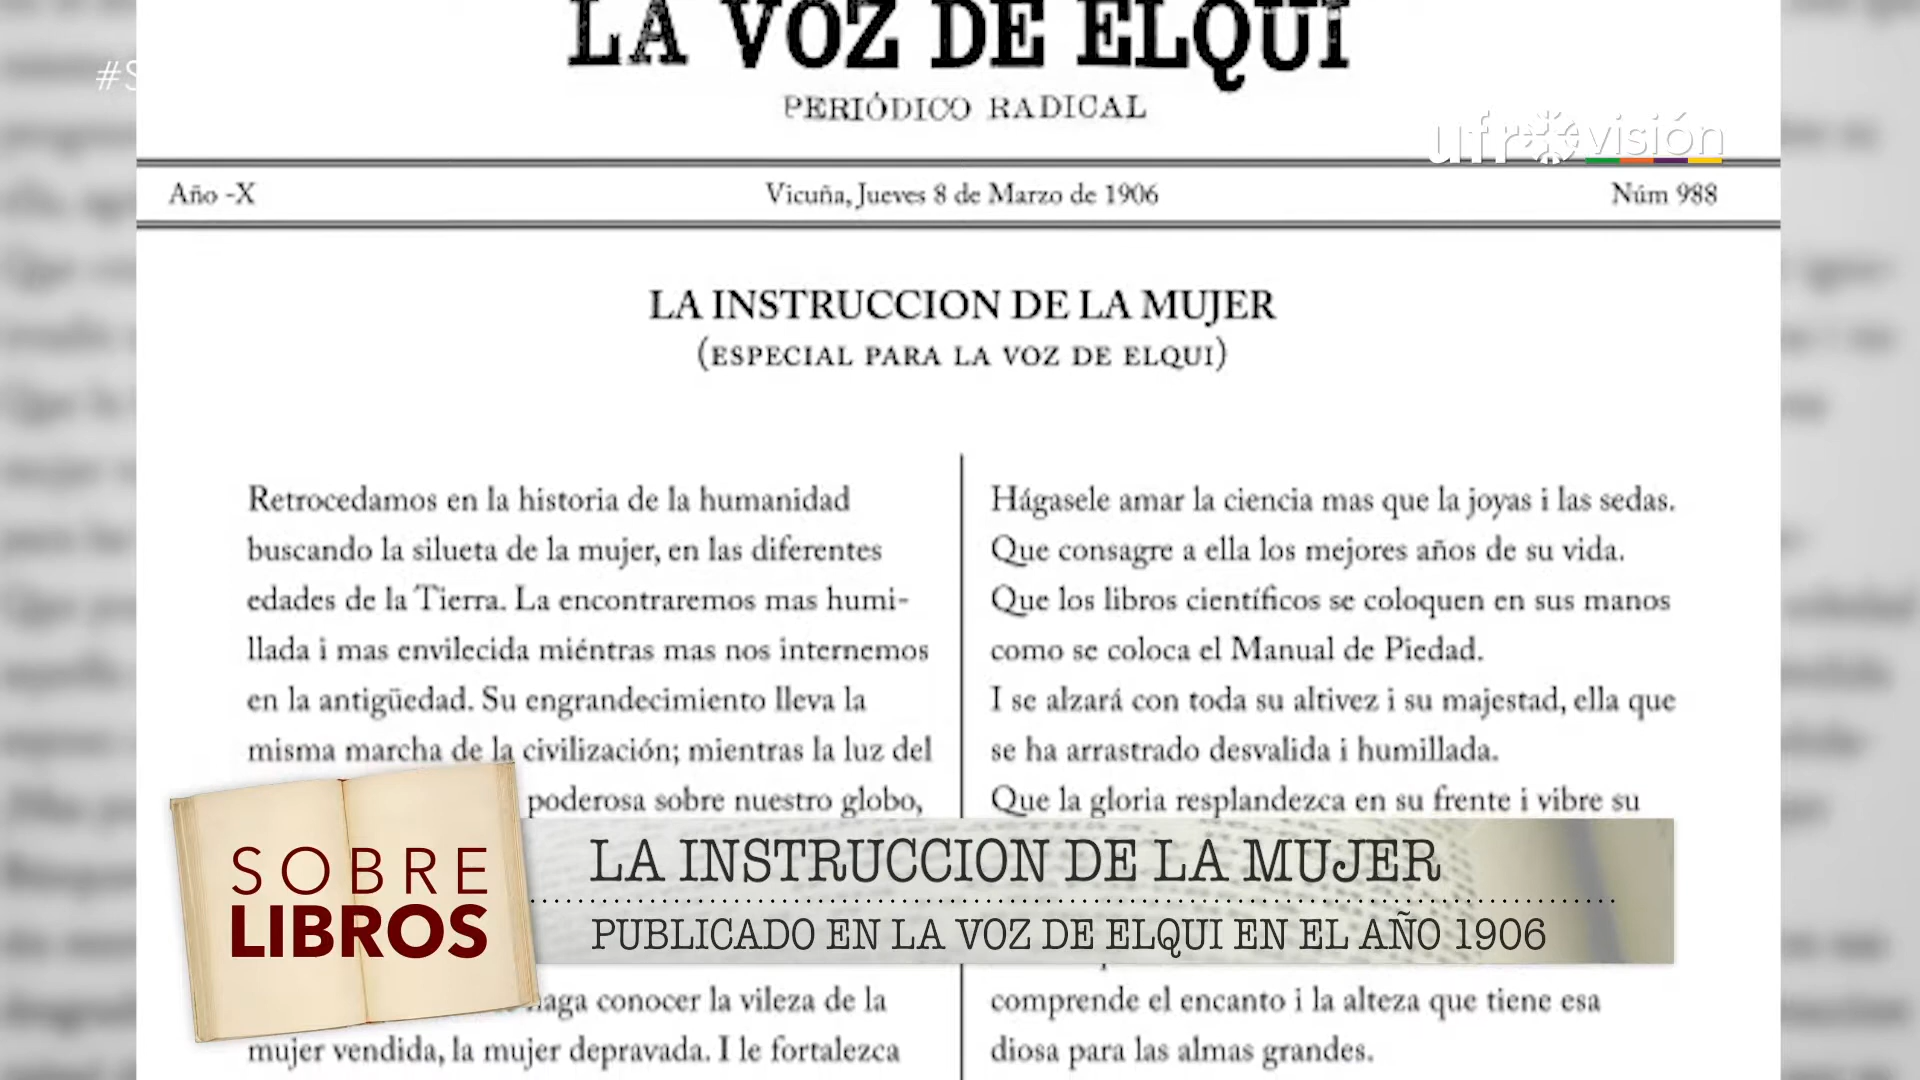 LA VOZ DE ELQUI
PERIÓDICO RADICAL
#S
ufro visión
Año -X
Vicuña, Jueves 8 de Marzo de 1906
Núm 988
LA INSTRUCCION DE LA MUJER
(ESPECIAL PARA LA VOZ DE ELQUI)
Retrocedamos en la historia de la humanidad
buscando la silueta de la mujer, en las diferentes
edades de la Tierra. La encontraremos mas humi-
llada i mas envilecida miéntras mas nos internemos
en la antigüedad. Su engrandecimiento lleva la
misma marcha de la civilización; mientras la luz del
poderosa sobre nuestro globo,
haga conocer la vileza de la
mujer vendida, la mujer depravada. I le fortalezca
Hágasele amar la ciencia mas que la joyas i las sedas.
Que consagre a ella los mejores años de su vida.
Que los libros científicos se coloquen en sus manos
como se coloca el Manual de Piedad.
I se alzará con toda su altivez i su majestad, ella que
se ha arrastrado desvalida i humillada.
Que la gloria resplandezca en su frente i vibre su
comprende el encanto i la alteza que tiene esa
diosa para las almas grandes.
SOBRE
LIBROS
LA INSTRUCCION DE LA MUJER
PUBLICADO EN LA VOZ DE ELQUI EN EL AÑO 1906